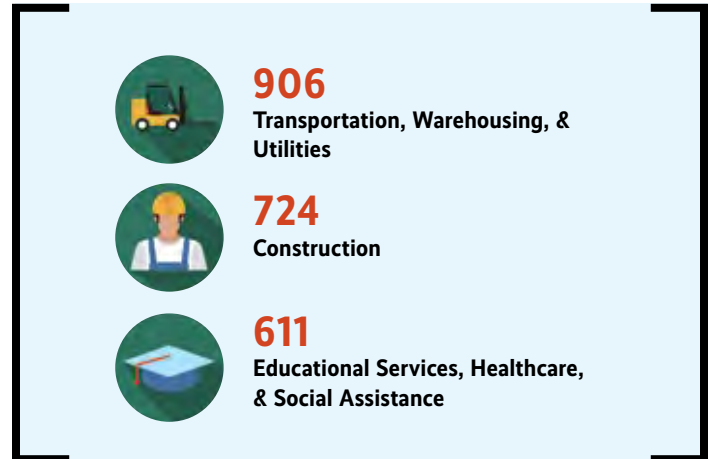 906
Transportation, Warehousing, &
Utilities
724
Construction
611
Educational Services, Healthcare,
& Social Assistance